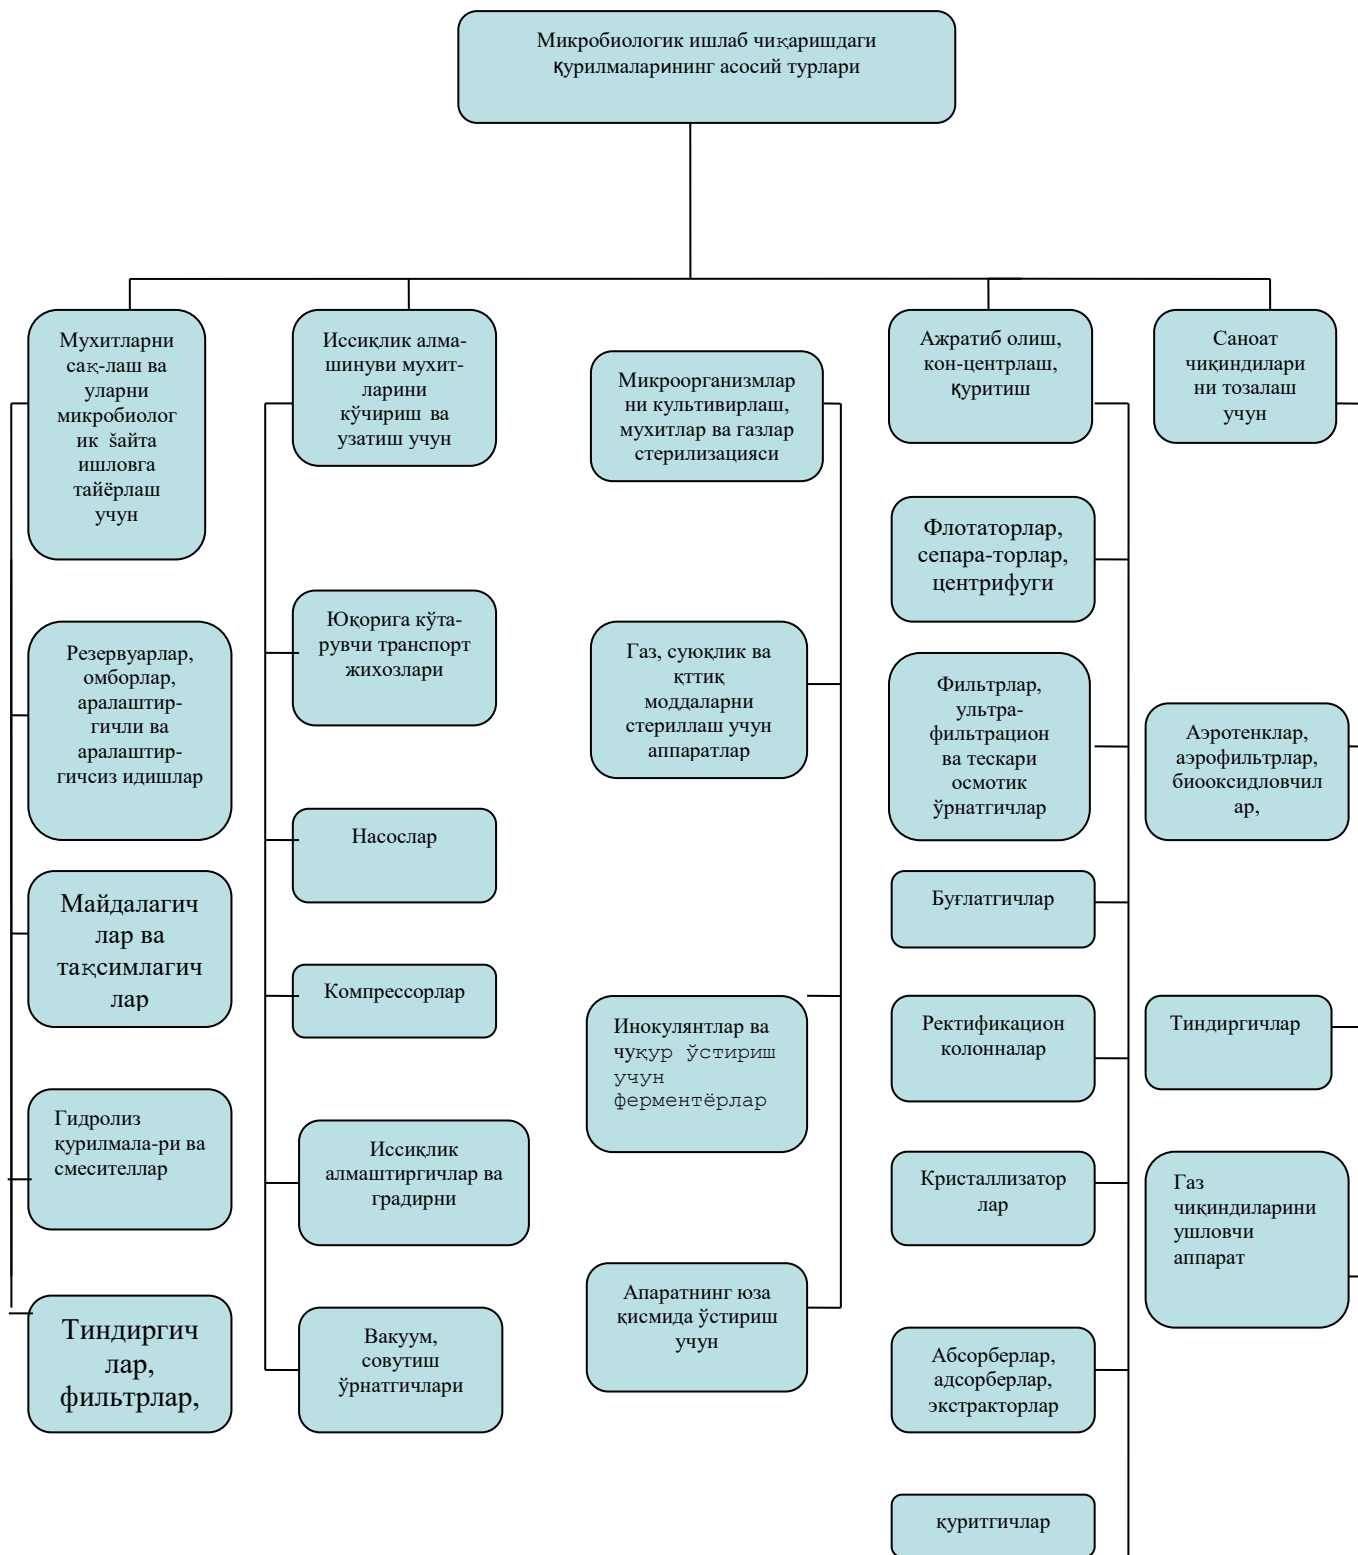 Микробиологик ишлаб чиқаришдаги
қурилмаларининг асосий турлари
Мухитларни
сақ-лаш ва
уларни
микробиолог
ик šайта
ишловга
тайёрлаш
учун
Резервуарлар,
омборлар,
аралаштир-
гичли ва
аралаштир-
гичсиз идишлар
Майдалагич
лар ва
тақсимлагич
лар
Гидролиз
қурилмала-ри ва
смесителлар
Тиндиргич
лар,
фильтрлар,
Иссиқлик алма-
шинуви мухит-
ларини
кўчириш ва
узатиш учун
Юқорига кўта-
рувчи транспорт
жихозлари
Насослар
Компрессорлар
Иссиқлик
алмаштиргичлар ва
градирни
Вакуум,
совутиш
ўрнатгичлари
Микроорганизмлар
ни культивирлаш,
мухитлар ва газлар
стерилизацияси
Газ, суюқлик ва
қттиқ
моддаларни
стериллаш учун
аппаратлар
Инокулянтлар ва
чуқур ўстириш
учун
ферментёрлар
Апаратнинг юза
қисмида ўстириш
учун
Ажратиб олиш,
кон-центрлаш,
қуритиш
Флотаторлар,
сепара-торлар,
центрифуги
Фильтрлар,
ультра-
фильтрацион
ва тескари
осмотик
ўрнатгичлар
Буғлатгичлар
Ректификацион
колонналар
Кристаллизатор
лар
Абсорберлар,
адсорберлар,
экстракторлар
қуритгичлар
Саноат
чиқиндилари
ни тозалаш
учун
Аэротенклар,
аэрофильтрлар,
биооксидловчил
ар,
Тиндиргичлар
Газ
чиқиндиларини
ушловчи
аппарат